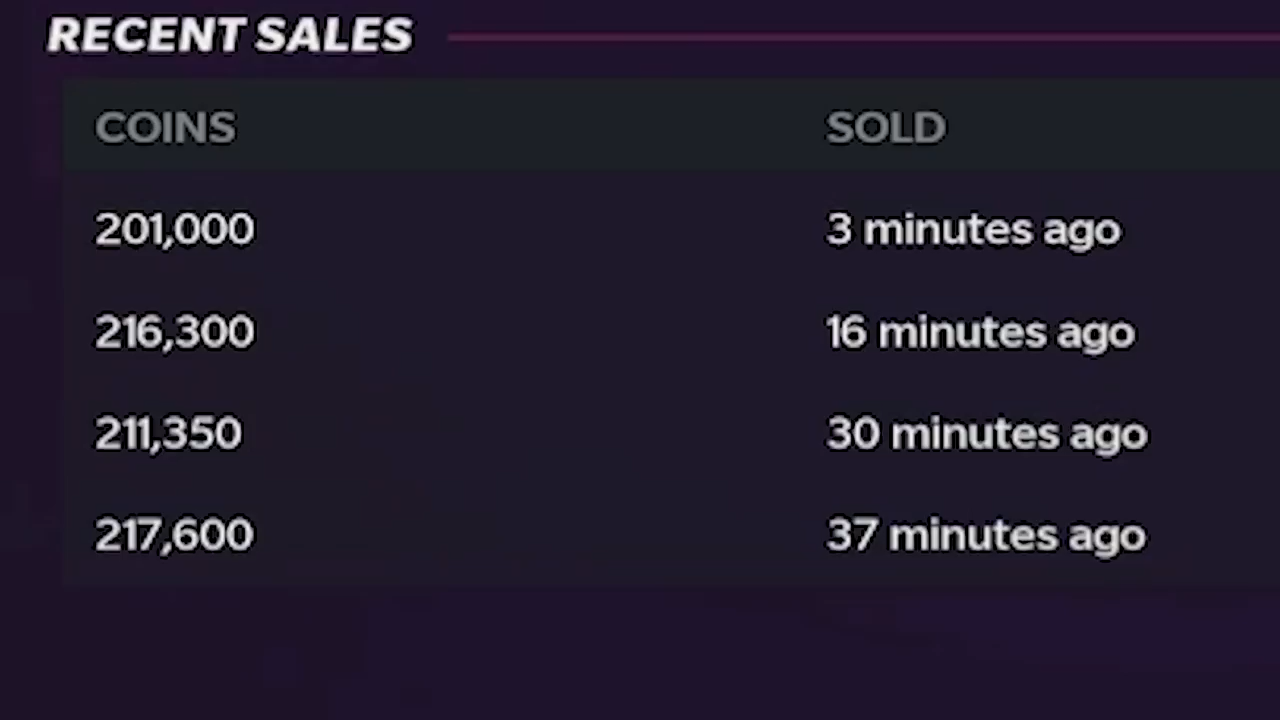 RECENT SALES
COINS SOLD
201,000 3 minutes ago
216,300 16 minutes ago
211,350 30 minutes ago
217,600 37 minutes ago